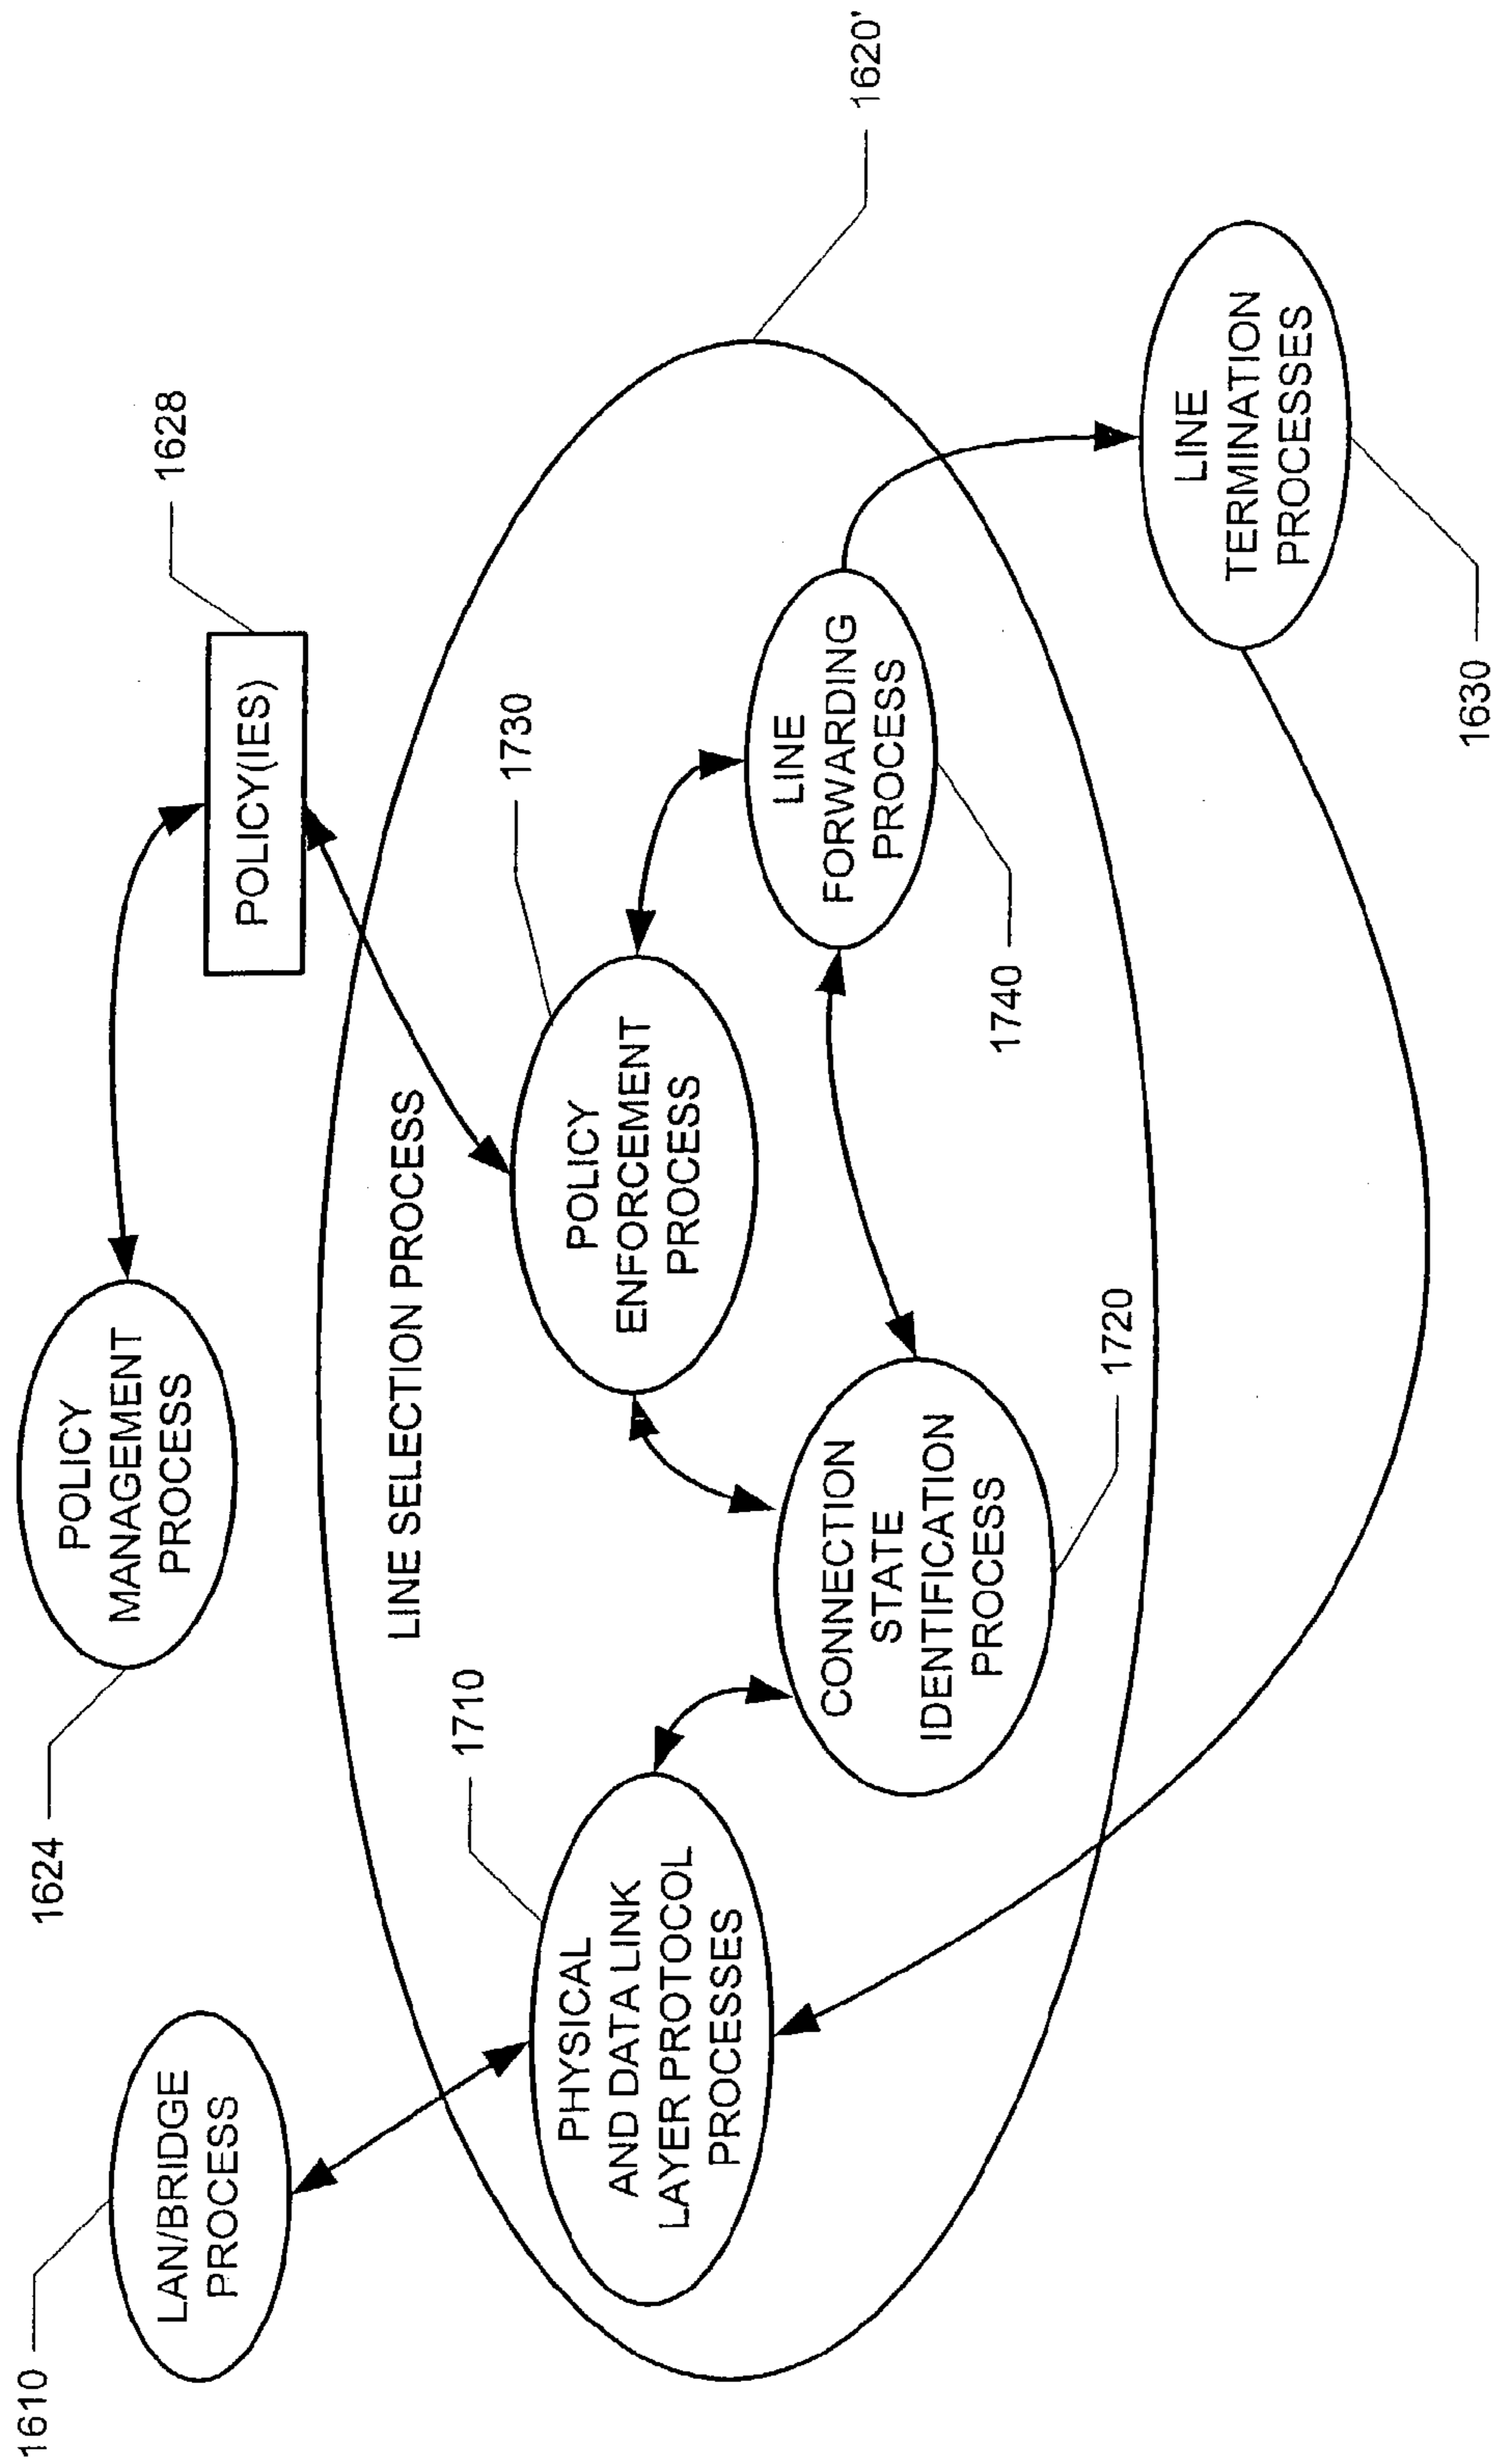 1610
LAN/BRIDGE
PROCESS
1624
POLICY
MANAGEMENT
PROCESS
1628
POLICY(IES)
LINE SELECTION PROCESS
1620'
1710
PHYSICAL
AND DATA LINK
LAYER PROTOCOL
PROCESSES
1730
POLICY
ENFORCEMENT
PROCESS
CONNECTION
STATE
IDENTIFICATION
PROCESS
1720
LINE
FORWARDING
PROCESS
1740
LINE
TERMINATION
PROCESSES
1630